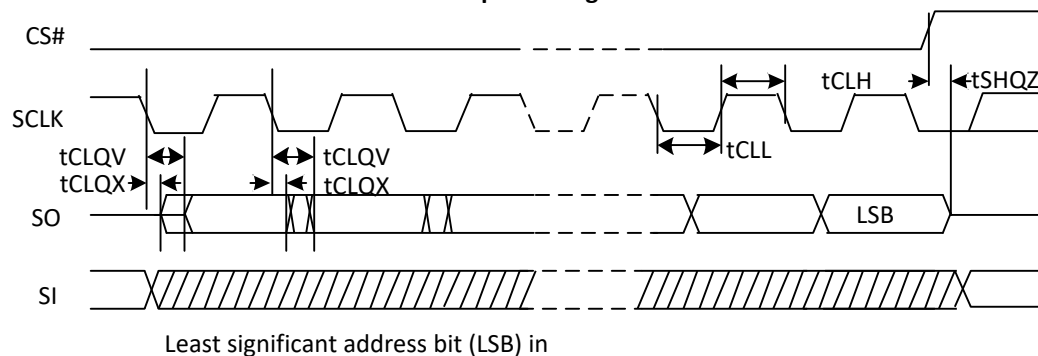 CS#
tCLH
tSHQZ
SCLK
tCLL
tCLQV
tCLQV
tCLQX
tCLQX
SO
LSB
SI
Least significant address bit (LSB) in